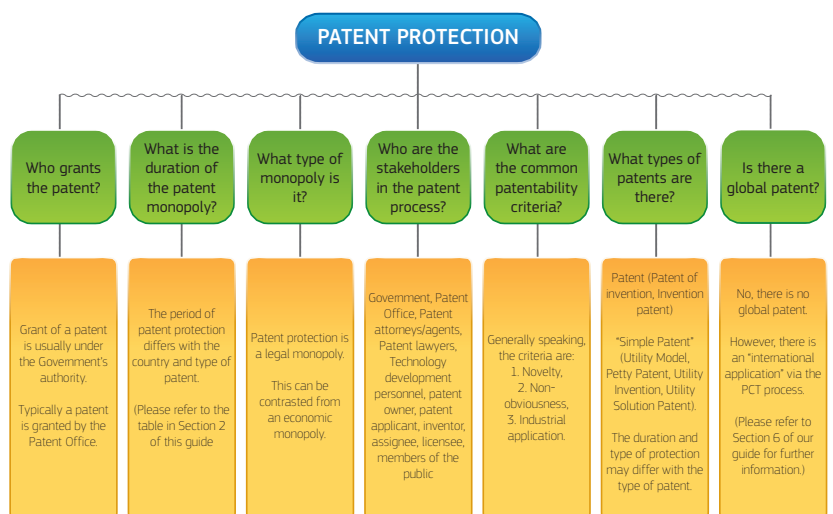 PATENT PROTECTION
Who grants
the patent?
What is the
duration of
the patent
monopoly?
What type of
monopoly is
it?
Who are the
stakeholders
in the patent
process?
What are
the common
patentability
criteria?
What types of
patents are
there?
Is there a
global patent?
Grant of a patent
is usually under
the Government's
authority.
Typically a patent
is granted by the
Patent Office.
The period of
patent protection
differs with the
country and type of
patent.
(Please refer to the
table in Section 2
of this guide
Patent protection is
a legal monopoly.
This can be
contrasted from
an economic
monopoly.
Government, Patent
Office, Patent
attorneys/agents,
Patent lawyers,
Technology
development
personnel, patent
owner, patent
applicant, inventor,
assignee, licensee,
members of the
public
Generally speaking,
the criteria are:
1. Novelty,
2. Non-
obviousness,
3. Industrial
application.
Patent (Patent of
invention, Invention
patent)
"Simple Patent"
(Utility Model,
Petty Patent, Utility
Invention, Utility
Solution Patent).
The duration and
type of protection
may differ with the
type of patent.
No, there is no
global patent.
However, there is
an "international
application" via the
PCT process.
(Please refer to
Section 6 of our
guide for further
information.)